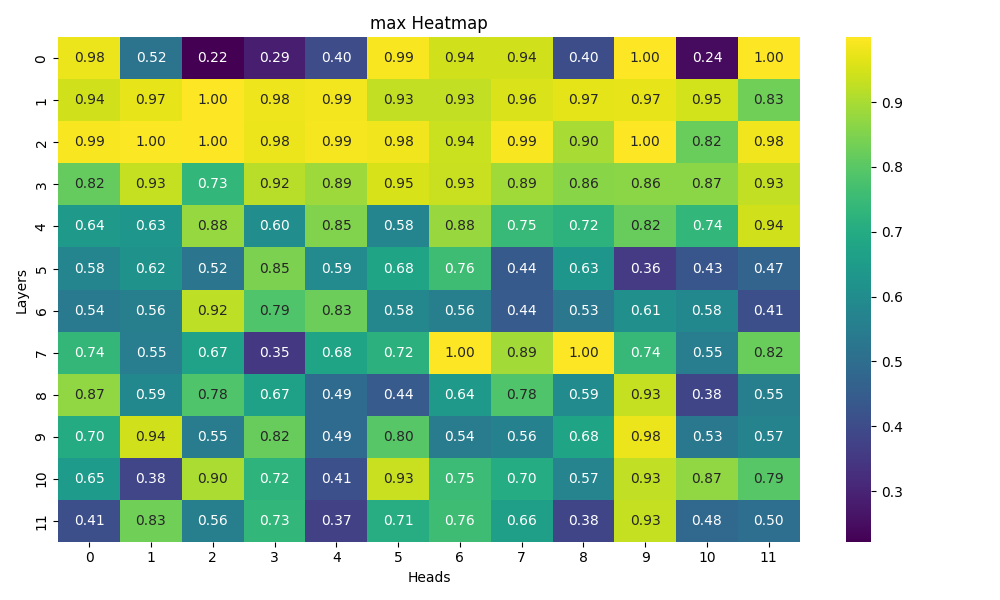 max Heatmap
0 0.98 0.52 0.22 0.29 0.40 0.99 0.94 0.94 0.40 1.00 0.24 1.00
1 0.94 0.97 1.00 0.98 0.99 0.93 0.93 0.96 0.97 0.97 0.95 0.83
2 0.99 1.00 1.00 0.98 0.99 0.98 0.94 0.99 0.90 1.00 0.82 0.98
3 0.82 0.93 0.73 0.92 0.89 0.95 0.93 0.89 0.86 0.86 0.87 0.93
4 0.64 0.63 0.88 0.60 0.85 0.58 0.88 0.75 0.72 0.82 0.74 0.94
5 0.58 0.62 0.52 0.85 0.59 0.68 0.76 0.44 0.63 0.36 0.43 0.47
6 0.54 0.56 0.92 0.79 0.83 0.58 0.56 0.44 0.53 0.61 0.58 0.41
7 0.74 0.55 0.67 0.35 0.68 0.72 1.00 0.89 1.00 0.74 0.55 0.82
8 0.87 0.59 0.78 0.67 0.49 0.44 0.64 0.78 0.59 0.93 0.38 0.55
9 0.70 0.94 0.55 0.82 0.49 0.80 0.54 0.56 0.68 0.98 0.53 0.57
10 0.65 0.38 0.90 0.72 0.41 0.93 0.75 0.70 0.57 0.93 0.87 0.79
11 0.41 0.83 0.56 0.73 0.37 0.71 0.76 0.66 0.38 0.93 0.48 0.50
0 1 2 3 4 5 6 7 8 9 10 11
Heads
Layers
0.9
0.8
0.7
0.6
0.5
0.4
0.3